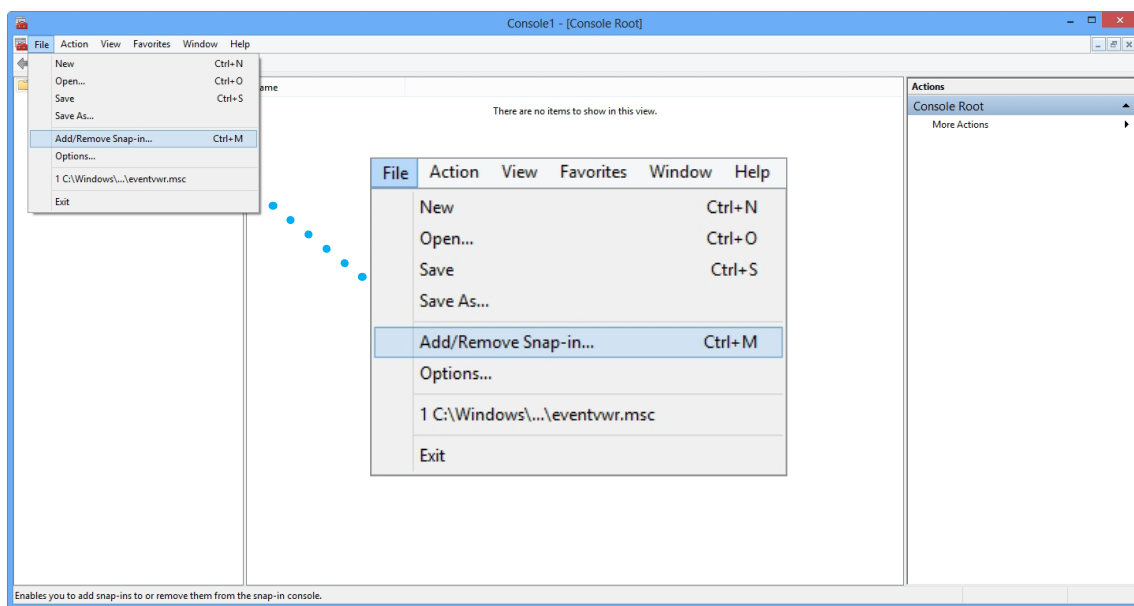 Console1 - [Console Root]
File Action View Favorites Window Help
New Ctrl+N
Open... Ctrl+O
Save Ctrl+S
Save As...
Add/Remove Snap-in... Ctrl+M
Options...
1 C:\Windows\...\eventvwr.msc
Exit
ame
There are no items to show in this view.
Actions
Console Root
More Actions
File Action View Favorites Window Help
New Ctrl+N
Open... Ctrl+O
Save Ctrl+S
Save As...
Add/Remove Snap-in... Ctrl+M
Options...
1 C:\Windows\...\eventvwr.msc
Exit
Enables you to add snap-ins to or remove them from the snap-in console.